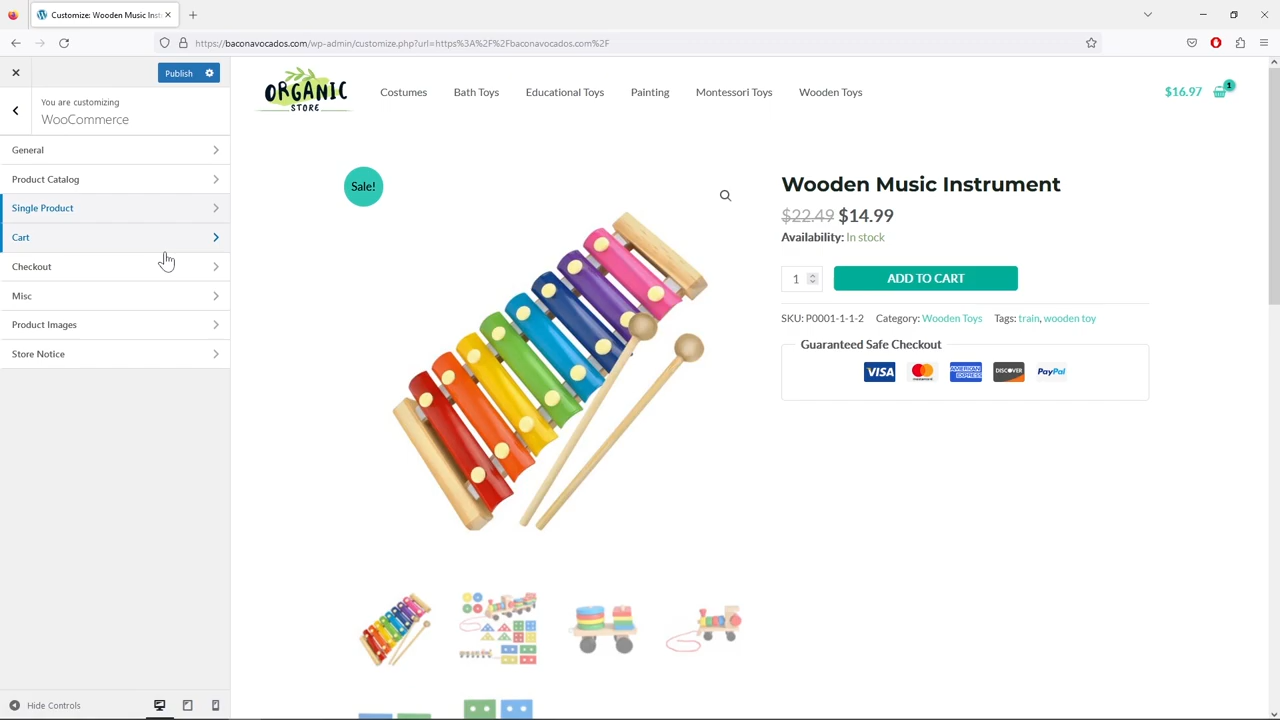 Customize: Wooden Music Inst
https://baconavocados.com/wp-admin/customize.php?url=https%3A%2F%2Fbaconavocados.com%2F
Publish
You are customizing
WooCommerce
General
Product Catalog
Single Product
Cart
Checkout
Misc
Product Images
Store Notice
Hide Controls
ORGANIC
STORE
Costumes
Bath Toys
Educational Toys
Painting
Montessori Toys
Wooden Toys
$16.97
1
Sale!
Wooden Music Instrument
$22.49 $14.99
Availability: In stock
1
ADD TO CART
SKU: P0001-1-1-2 Category: Wooden Toys Tags: train, wooden toy
Guaranteed Safe Checkout
VISA
mastercard
AMERICAN EXPRESS
DISCOVER
PayPal